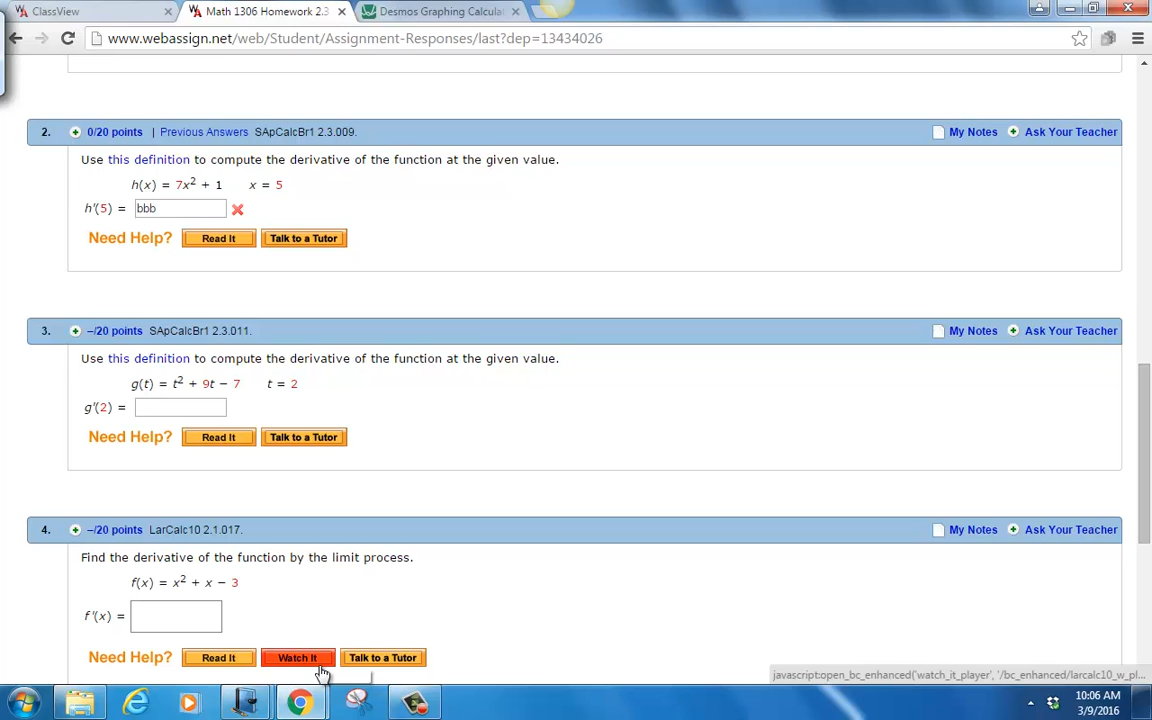 ClassView
Math 1306 Homework 2.3
Desmos Graphing Calcula
www.webassign.net/web/Student/Assignment-Responses/last?dep=13434026
2. 0/20 points | Previous Answers SApCalcBr1 2.3.009. My Notes Ask Your Teacher
Use this definition to compute the derivative of the function at the given value.
h(x) = 7x² + 1 x = 5
h'(5) = bbb
Need Help? Read It Talk to a Tutor
3. –/20 points SApCalcBr1 2.3.011. My Notes Ask Your Teacher
Use this definition to compute the derivative of the function at the given value.
g(t) = t² + 9t − 7 t = 2
g'(2) =
Need Help? Read It Talk to a Tutor
4. –/20 points LarCalc10 2.1.017. My Notes Ask Your Teacher
Find the derivative of the function by the limit process.
f(x) = x² + x − 3
f'(x) =
Need Help? Read It Watch It Talk to a Tutor
javascript:open_bc_enhanced('watch_it_player', '/bc_enhanced/larcalc10_w_pl...
10:06 AM
3/9/2016